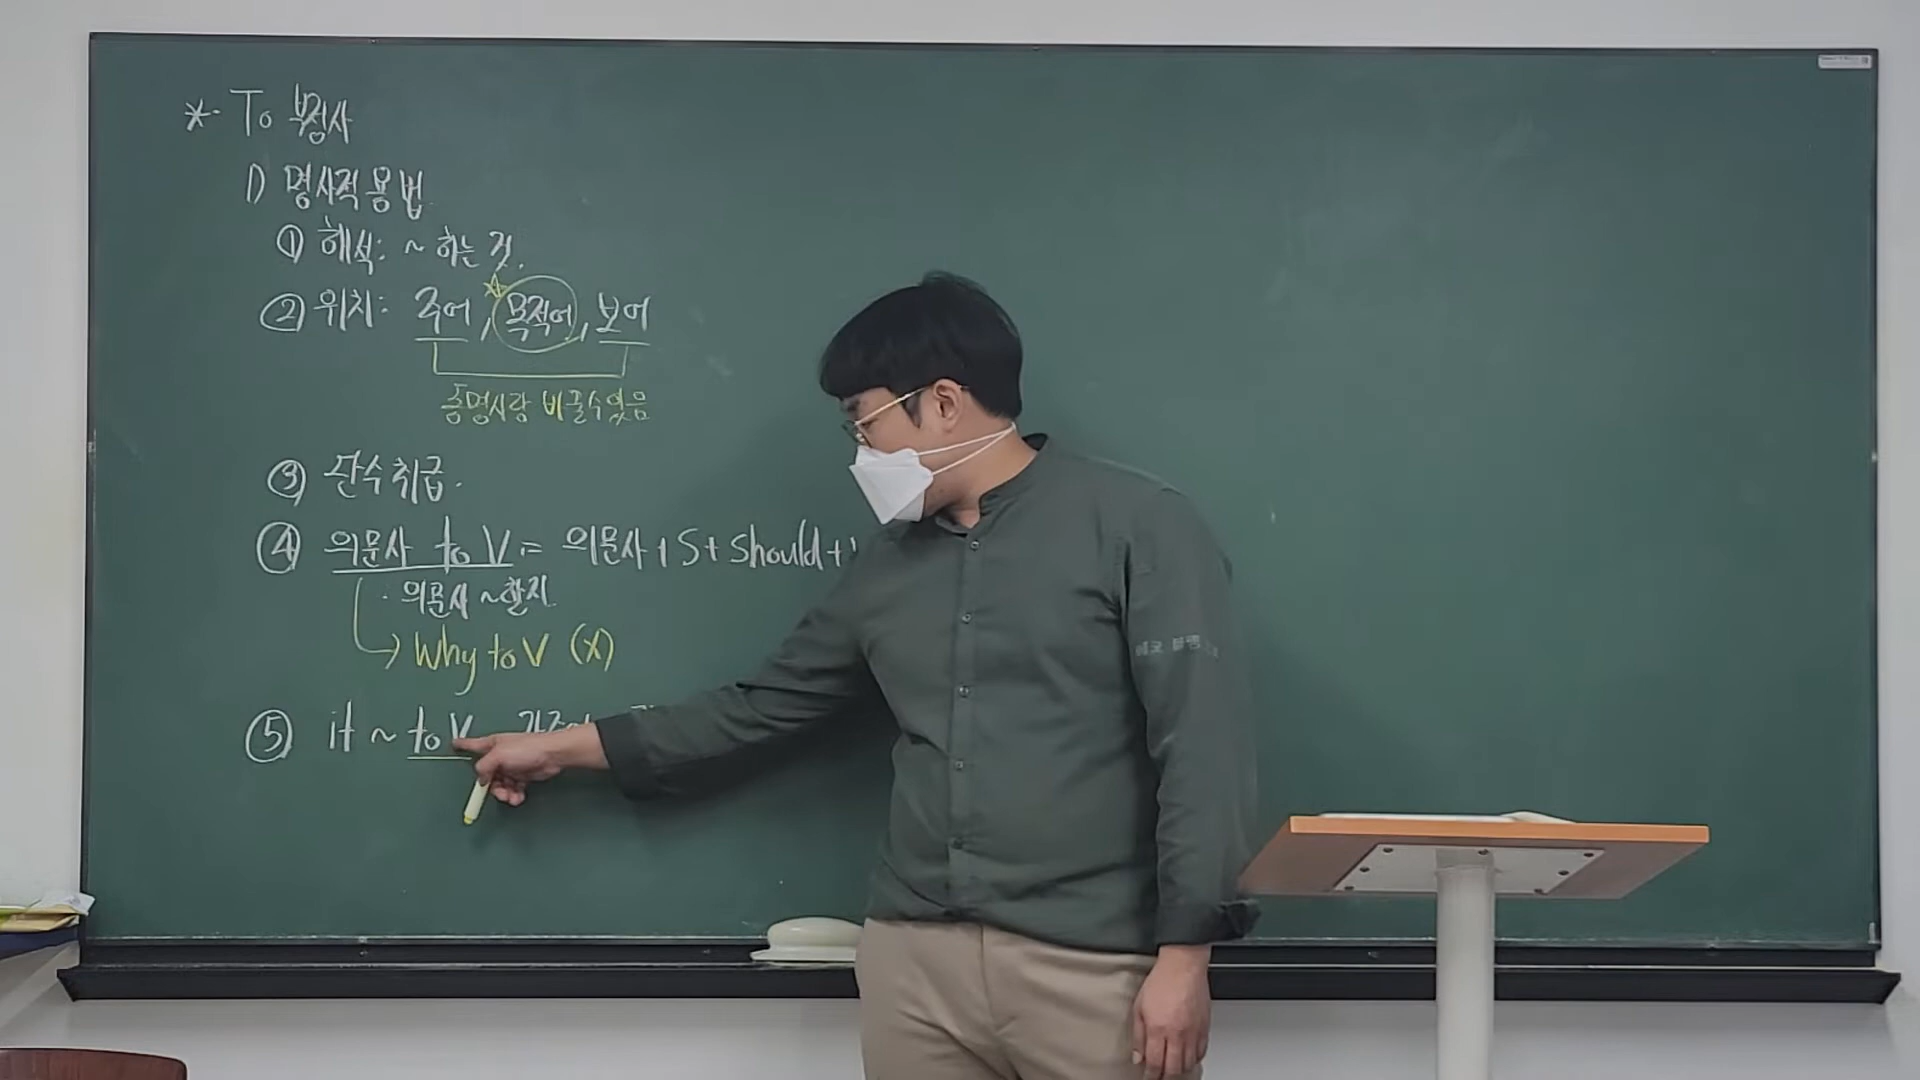 *. To 부정사
1) 명사적용법
① 해석: ~ 하는 것.
② 위치: 주어, 목적어, 보어
동명사랑 바꿀수있음
③ 단수취급.
④ 의문사 to V = 의문사 + S + should +
· 의문사 ~할지
→ Why to V (X)
⑤ it ~ to V